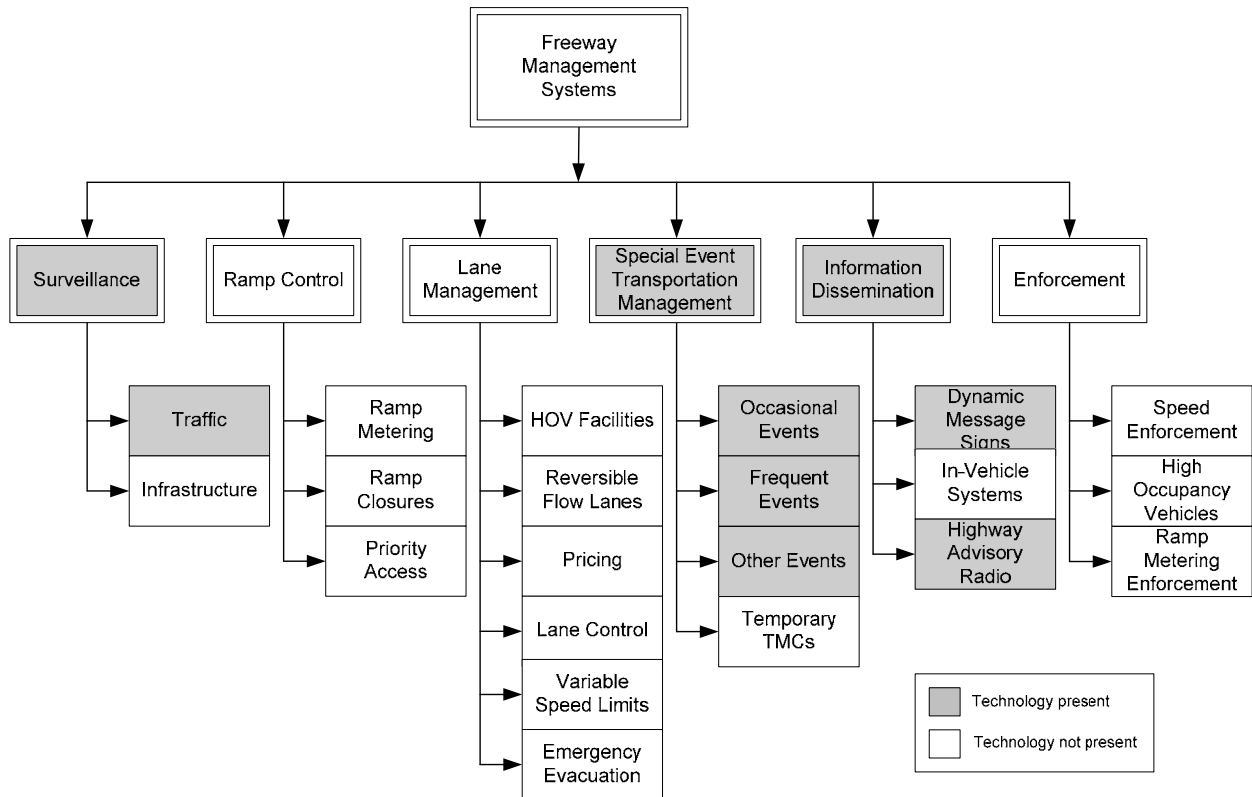 Freeway
Management
Systems
Surveillance
Ramp Control
Lane
Management
Special Event
Transportation
Management
Information
Dissemination
Enforcement
Traffic
Infrastructure
Ramp
Metering
Ramp
Closures
Priority
Access
HOV Facilities
Reversible
Flow Lanes
Pricing
Lane Control
Variable
Speed Limits
Emergency
Evacuation
Occasional
Events
Frequent
Events
Other Events
Temporary
TMCs
Dynamic
Message
Signs
In-Vehicle
Systems
Highway
Advisory
Radio
Speed
Enforcement
High
Occupancy
Vehicles
Ramp
Metering
Enforcement
Technology present
Technology not present